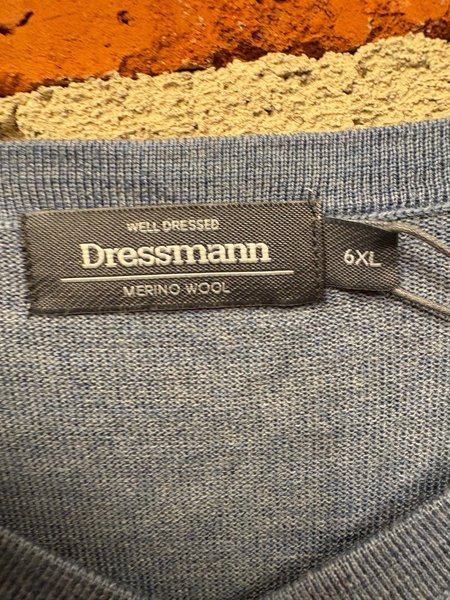 WELL DRESSED
Dressmann
MERINO WOOL
6XL